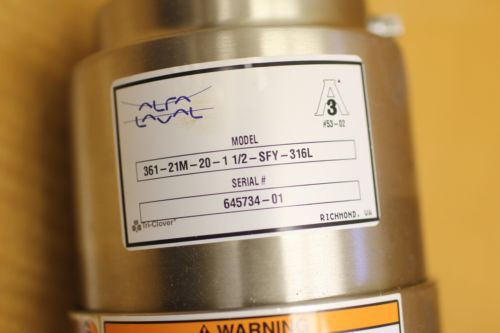 ALFA
LAVAL
A
3
#53-02
MODEL
361-21M-20-1 1/2-SFY-316L
SERIAL #
645734-01
Tri-Clover
RICHMOND, VA
WARNING